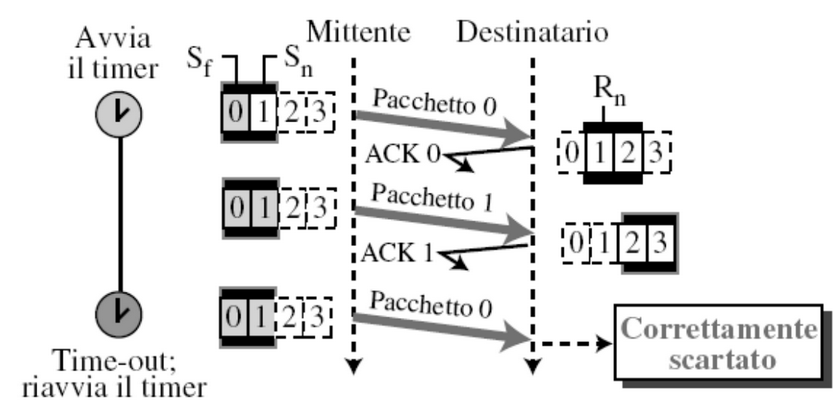 Avvia
il timer
S_f
S_n
Mittente
Destinatario
R_n
0 1 2 3
Pacchetto 0
ACK 0
0 1 2 3
0 1 2 3
Pacchetto 1
ACK 1
0 1 2 3
0 1 2 3
Pacchetto 0
Correttamente
scartato
Time-out;
riavvia il timer